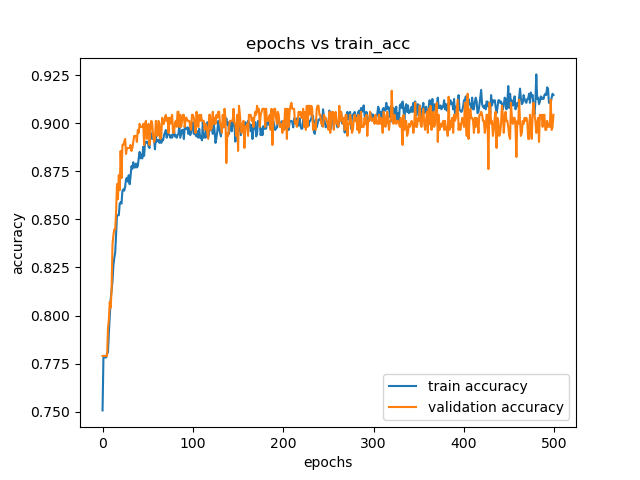 epochs vs train_acc
accuracy
0.925
0.900
0.875
0.850
0.825
0.800
0.775
0.750
train accuracy
validation accuracy
0 100 200 300 400 500
epochs